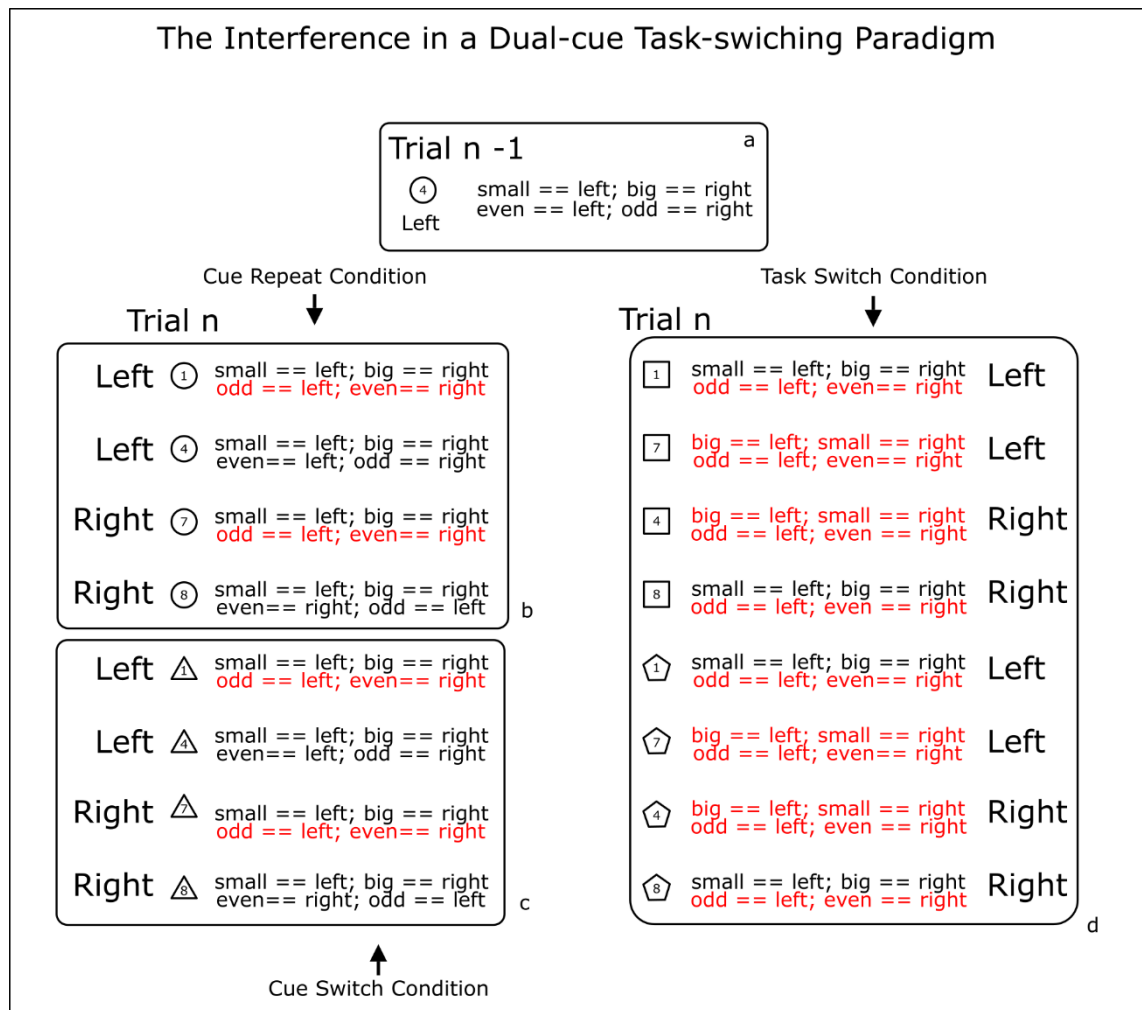 The Interference in a Dual-cue Task-swiching Paradigm
a
Trial n -1
4
small == left; big == right
even == left; odd == right
Left
Cue Repeat Condition
Trial n
Left 1 small == left; big == right
odd == left; even== right
Left 4 small == left; big == right
even== left; odd == right
Right 7 small == left; big == right
odd == left; even== right
Right 8 small == left; big == right
even== right; odd == left
b
Left 1 small == left; big == right
odd == left; even== right
Left 4 small == left; big == right
even== left; odd == right
Right 7 small == left; big == right
odd == left; even== right
Right 8 small == left; big == right
even== right; odd == left
c
Cue Switch Condition
Task Switch Condition
Trial n
1 small == left; big == right Left
odd == left; even== right
7 big == left; small == right Left
odd == left; even== right
4 big == left; small == right Right
odd == left; even == right
8 small == left; big == right Right
odd == left; even == right
1 small == left; big == right Left
odd == left; even== right
7 big == left; small == right Left
odd == left; even== right
4 big == left; small == right Right
odd == left; even == right
8 small == left; big == right Right
odd == left; even == right
d